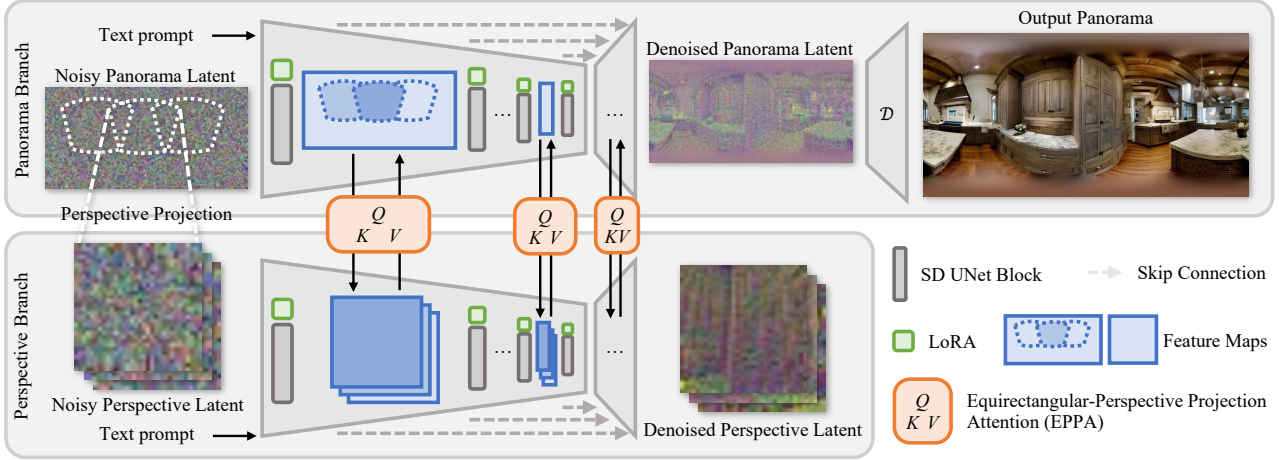 Panorama Branch
Text prompt
Noisy Panorama Latent
Perspective Projection
...
...
Denoised Panorama Latent
𝒟
Output Panorama
Q
K V
Q
K V
Q
KV
Perspective Branch
Noisy Perspective Latent
Text prompt
...
...
Denoised Perspective Latent
SD UNet Block
Skip Connection
LoRA
Feature Maps
Q
K V
Equirectangular-Perspective Projection
Attention (EPPA)